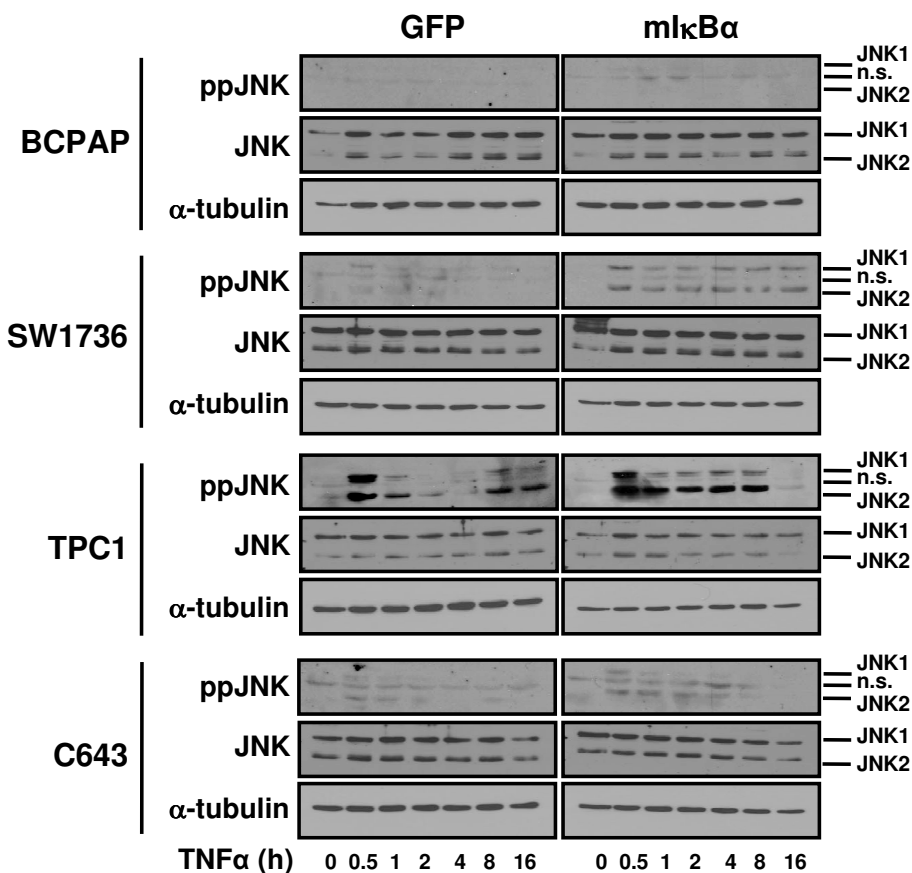 GFP mIκBα
BCPAP
ppJNK JNK1
n.s.
JNK2
JNK JNK1
JNK2
α-tubulin
SW1736
ppJNK JNK1
n.s.
JNK2
JNK JNK1
JNK2
α-tubulin
TPC1
ppJNK JNK1
n.s.
JNK2
JNK JNK1
JNK2
α-tubulin
C643
ppJNK JNK1
n.s.
JNK2
JNK JNK1
JNK2
α-tubulin
TNFα (h) 0 0.5 1 2 4 8 16 0 0.5 1 2 4 8 16